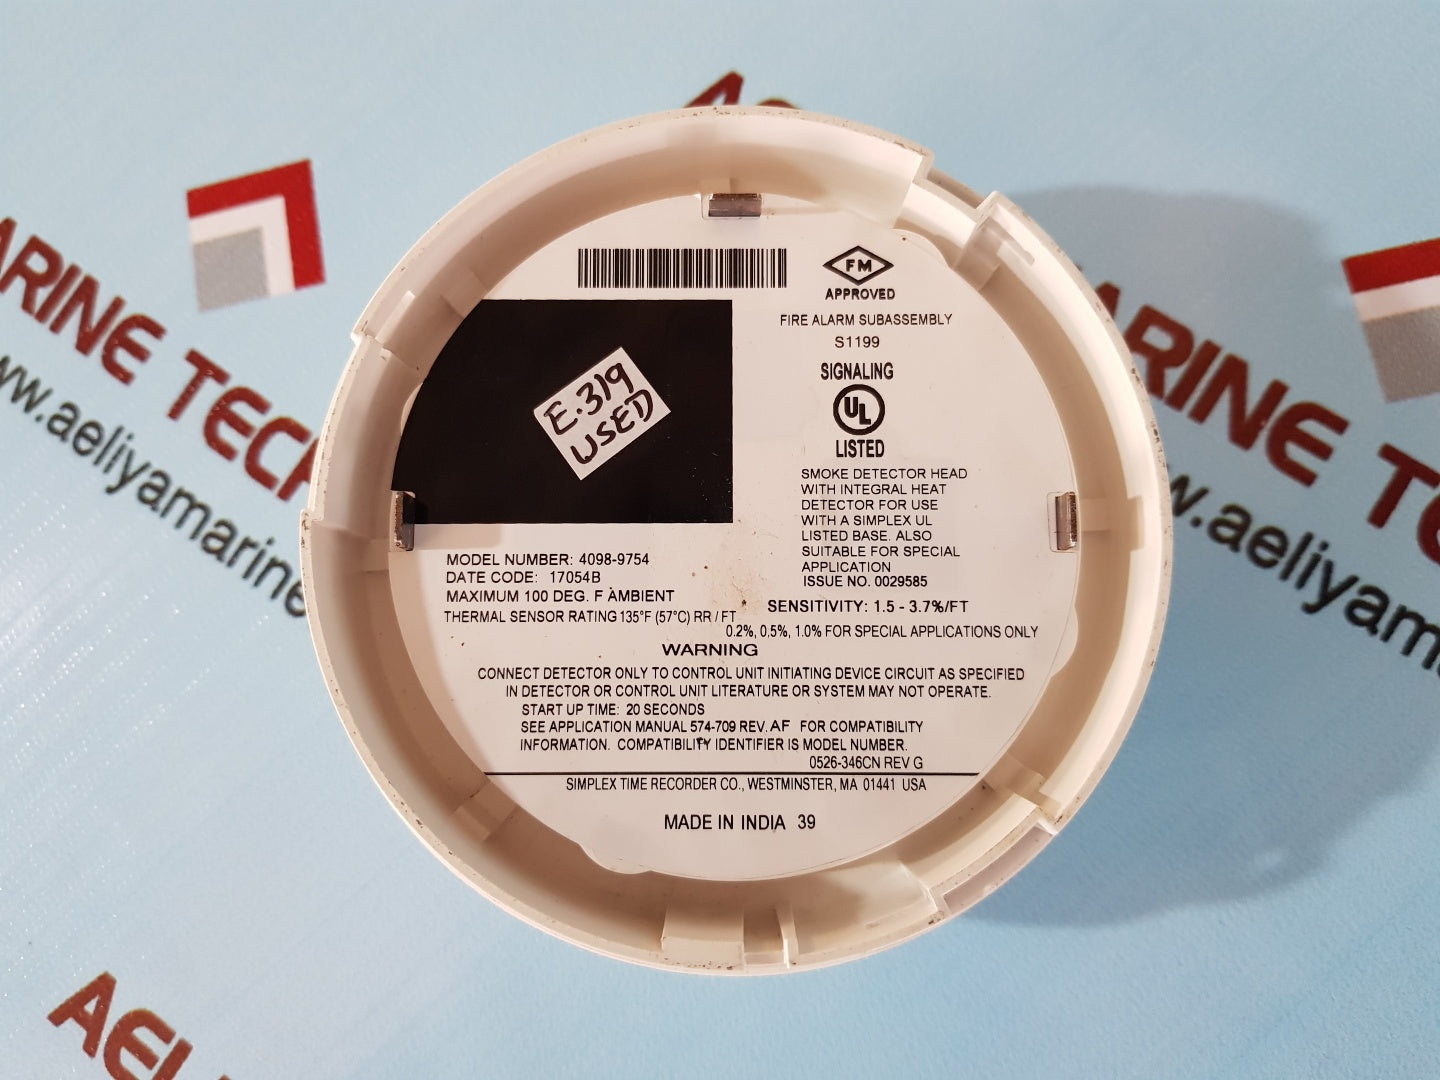 FM
APPROVED
FIRE ALARM SUBASSEMBLY
S1199
SIGNALING
UL
LISTED
SMOKE DETECTOR HEAD
WITH INTEGRAL HEAT
DETECTOR FOR USE
WITH A SIMPLEX UL
LISTED BASE. ALSO
SUITABLE FOR SPECIAL
APPLICATION
ISSUE NO. 0029585
E.319
USED
MODEL NUMBER: 4098-9754
DATE CODE: 17054B
MAXIMUM 100 DEG. F AMBIENT
THERMAL SENSOR RATING 135°F (57°C) RR / FT
SENSITIVITY: 1.5 - 3.7%/FT
0.2%, 0.5%, 1.0% FOR SPECIAL APPLICATIONS ONLY
WARNING
CONNECT DETECTOR ONLY TO CONTROL UNIT INITIATING DEVICE CIRCUIT AS SPECIFIED
IN DETECTOR OR CONTROL UNIT LITERATURE OR SYSTEM MAY NOT OPERATE.
START UP TIME: 20 SECONDS
SEE APPLICATION MANUAL 574-709 REV. AF FOR COMPATIBILITY
INFORMATION. COMPATIBILITY IDENTIFIER IS MODEL NUMBER.
0526-346CN REV G
SIMPLEX TIME RECORDER CO., WESTMINSTER, MA 01441 USA
MADE IN INDIA 39
ARINE TECH
ww.aeliyamarine
ARINE TE
w.aeliyamari
AELI